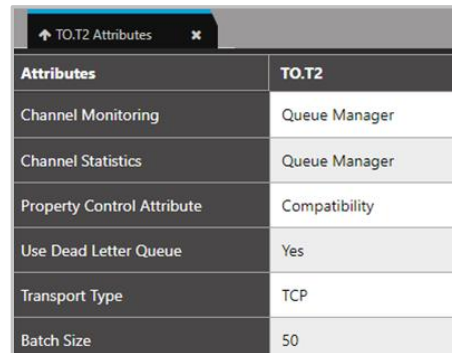 TO.T2 Attributes
Attributes TO.T2
Channel Monitoring Queue Manager
Channel Statistics Queue Manager
Property Control Attribute Compatibility
Use Dead Letter Queue Yes
Transport Type TCP
Batch Size 50